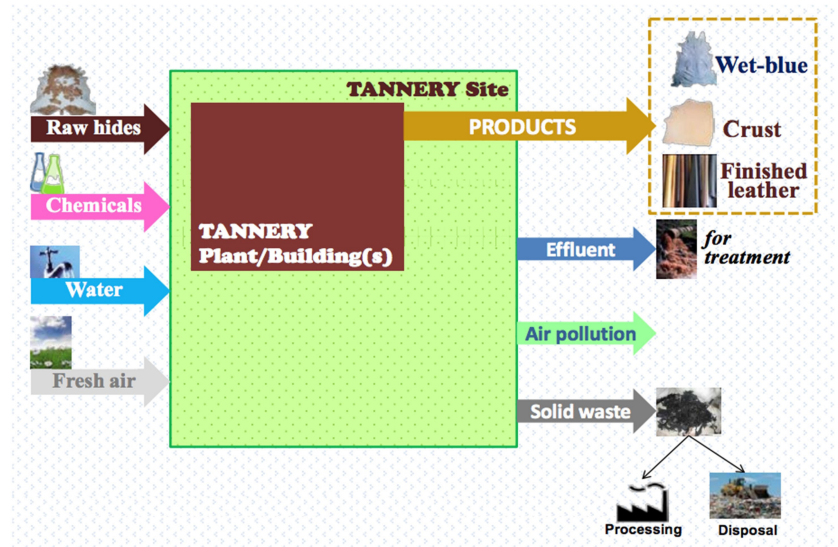 TANNERY Site
Raw hides
PRODUCTS
Wet-blue
Crust
Finished
leather
Chemicals
TANNERY
Plant/Building(s)
Effluent
for
treatment
Water
Air pollution
Fresh air
Solid waste
Processing
Disposal